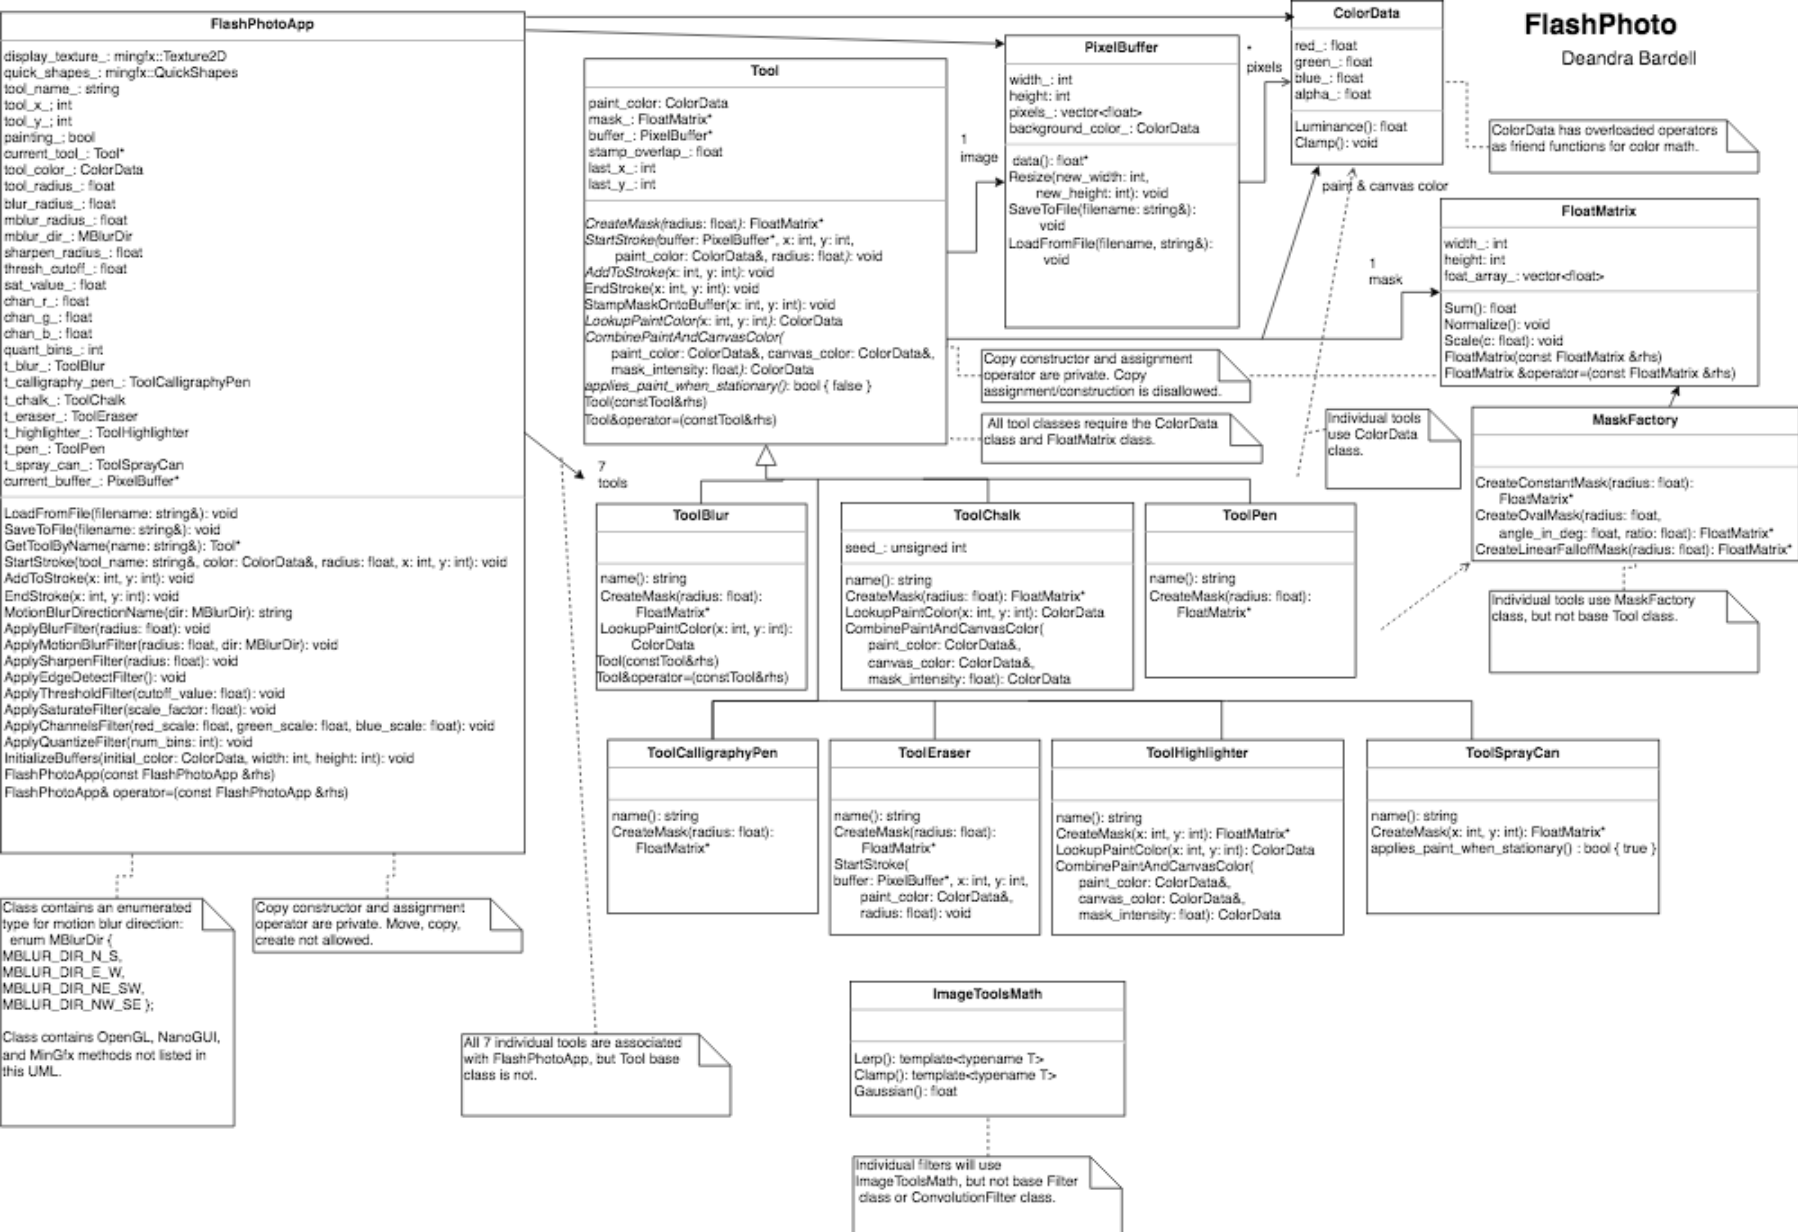 FlashPhoto
Deandra Bardell
FlashPhotoApp
display_texture_: mingfx::Texture2D
quick_shapes_: mingfx::QuickShapes
tool_name_: string
tool_x_; int
tool_y_; int
painting_; bool
current_tool_: Tool*
tool_color_: ColorData
tool_radius_: float
blur_radius_: float
mblur_radius_: float
mblur_dir_: MBlurDir
sharpen_radius_: float
thresh_cutoff_: float
sat_value_: float
chan_r_: float
chan_g_: float
chan_b_: float
quant_bins_: int
t_blur_: ToolBlur
t_calligraphy_pen_: ToolCalligraphyPen
t_chalk_: ToolChalk
t_eraser_: ToolEraser
t_highlighter_: ToolHighlighter
t_pen_: ToolPen
t_spray_can_: ToolSprayCan
current_buffer_: PixelBuffer*
LoadFromFile(filename: string&): void
SaveToFile(filename: string&): void
GetToolByName(name: string&): Tool*
StartStroke(tool_name: string&, color: ColorData&, radius: float, x: int, y: int): void
AddToStroke(x: int, y: int): void
EndStroke(x: int, y: int): void
MotionBlurDirectionName(dir: MBlurDir): string
ApplyBlurFilter(radius: float): void
ApplyMotionBlurFilter(radius: float, dir: MBlurDir): void
ApplySharpenFilter(radius: float): void
ApplyEdgeDetectFilter(): void
ApplyThresholdFilter(cutoff_value: float): void
ApplySaturateFilter(scale_factor: float): void
ApplyChannelsFilter(red_scale: float, green_scale: float, blue_scale: float): void
ApplyQuantizeFilter(num_bins: int): void
InitializeBuffers(initial_color: ColorData, width: int, height: int): void
FlashPhotoApp(const FlashPhotoApp &rhs)
FlashPhotoApp& operator=(const FlashPhotoApp &rhs)
Class contains an enumerated
type for motion blur direction:
enum MBlurDir {
MBLUR_DIR_N_S,
MBLUR_DIR_E_W,
MBLUR_DIR_NE_SW,
MBLUR_DIR_NW_SE };
Class contains OpenGL, NanoGUI,
and MinGfx methods not listed in
this UML.
Copy constructor and assignment
operator are private. Move, copy,
create not allowed.
7
tools
All 7 individual tools are associated
with FlashPhotoApp, but Tool base
class is not.
Tool
paint_color: ColorData
mask_: FloatMatrix*
buffer_: PixelBuffer*
stamp_overlap_: float
last_x_: int
last_y_: int
CreateMask(radius: float): FloatMatrix*
StartStroke(buffer: PixelBuffer*, x: int, y: int,
paint_color: ColorData&, radius: float): void
AddToStroke(x: int, y: int): void
EndStroke(x: int, y: int): void
StampMaskOntoBuffer(x: int, y: int): void
LookupPaintColor(x: int, y: int): ColorData
CombinePaintAndCanvasColor(
paint_color: ColorData&, canvas_color: ColorData&,
mask_intensity: float): ColorData
applies_paint_when_stationary(): bool { false }
Tool(constTool&rhs)
Tool&operator=(constTool&rhs)
1
image
PixelBuffer
width_: int
height: int
pixels_: vector<float>
background_color_: ColorData
data(): float*
Resize(new_width: int,
new_height: int): void
SaveToFile(filename: string&):
void
LoadFromFile(filename, string&):
void
*
pixels
ColorData
red_: float
green_: float
blue_: float
alpha_: float
Luminance(): float
Clamp(): void
ColorData has overloaded operators
as friend functions for color math.
paint & canvas color
1
mask
FloatMatrix
width_: int
height: int
foat_array_: vector<float>
Sum(): float
Normalize(): void
Scale(c: float): void
FloatMatrix(const FloatMatrix &rhs)
FloatMatrix &operator=(const FloatMatrix &rhs)
Copy constructor and assignment
operator are private. Copy
assignment/construction is disallowed.
All tool classes require the ColorData
class and FloatMatrix class.
Individual tools
use ColorData
class.
MaskFactory
CreateConstantMask(radius: float):
FloatMatrix*
CreateOvalMask(radius: float,
angle_in_deg: float, ratio: float): FloatMatrix*
CreateLinearFalloffMask(radius: float): FloatMatrix*
Individual tools use MaskFactory
class, but not base Tool class.
ToolBlur
name(): string
CreateMask(radius: float):
FloatMatrix*
LookupPaintColor(x: int, y: int):
ColorData
Tool(constTool&rhs)
Tool&operator=(constTool&rhs)
ToolChalk
seed_: unsigned int
name(): string
CreateMask(radius: float): FloatMatrix*
LookupPaintColor(x: int, y: int): ColorData
CombinePaintAndCanvasColor(
paint_color: ColorData&,
canvas_color: ColorData&,
mask_intensity: float): ColorData
ToolPen
name(): string
CreateMask(radius: float):
FloatMatrix*
ToolCalligraphyPen
name(): string
CreateMask(radius: float):
FloatMatrix*
ToolEraser
name(): string
CreateMask(radius: float):
FloatMatrix*
StartStroke(
buffer: PixelBuffer*, x: int, y: int,
paint_color: ColorData&,
radius: float): void
ToolHighlighter
name(): string
CreateMask(x: int, y: int): FloatMatrix*
LookupPaintColor(x: int, y: int): ColorData
CombinePaintAndCanvasColor(
paint_color: ColorData&,
canvas_color: ColorData&,
mask_intensity: float): ColorData
ToolSprayCan
name(): string
CreateMask(x: int, y: int): FloatMatrix*
applies_paint_when_stationary() : bool { true }
ImageToolsMath
Lerp(): template<typename T>
Clamp(): template<typename T>
Gaussian(): float
Individual filters will use
ImageToolsMath, but not base Filter
class or ConvolutionFilter class.